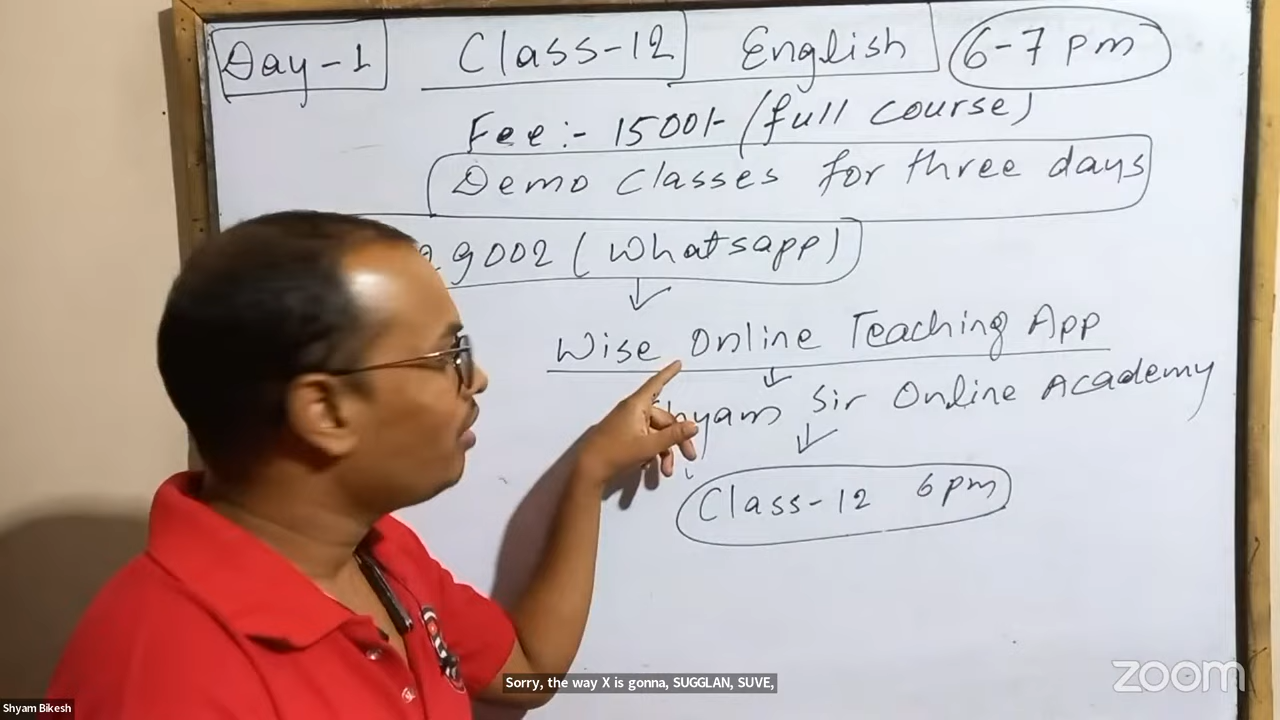 Day-1 Class-12 English 6-7 pm
Fee:- 1500/- (full course)
Demo classes for three days
29002 (Whatsapp)
Wise Online Teaching App
Shyam Sir Online Academy
Class-12 6pm
Sorry, the way X is gonna, SUGGLAN, SUVE,
Shyam Bikesh
zoom